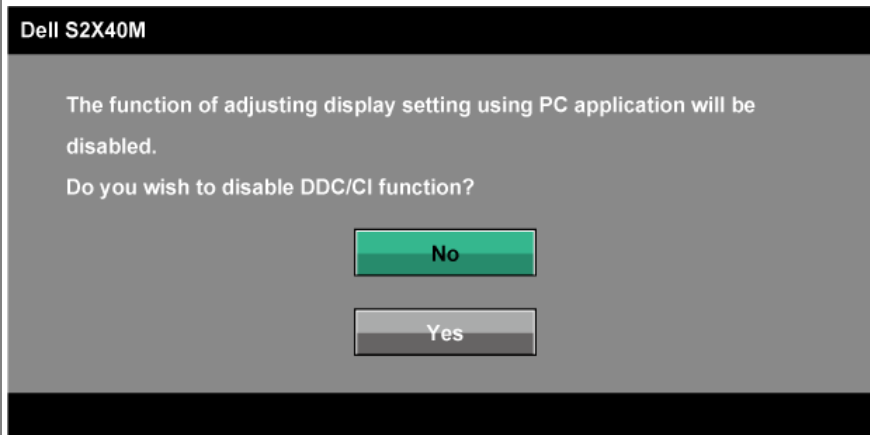 Dell S2X40M
The function of adjusting display setting using PC application will be
disabled.
Do you wish to disable DDC/CI function?
No
Yes